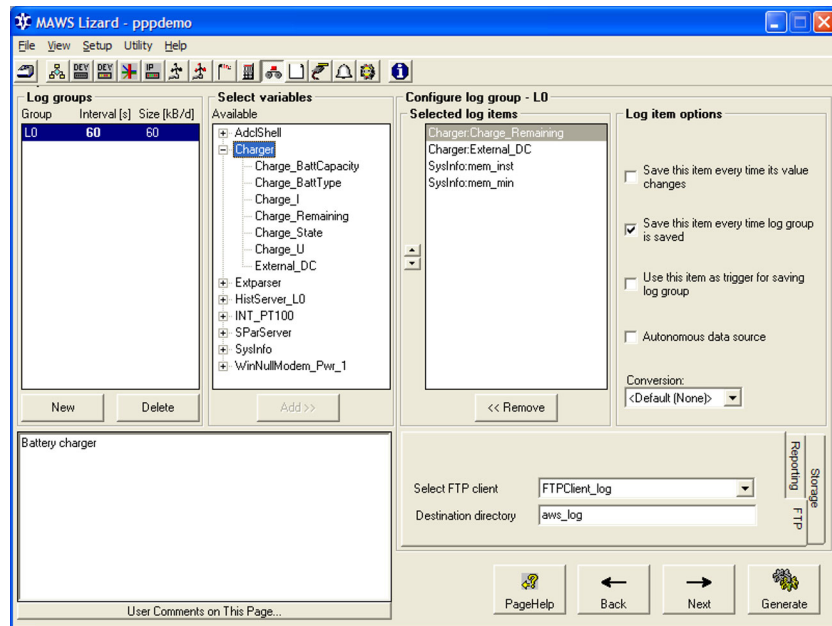 MAWS Lizard - pppdemo
File View Setup Utility Help
DEV DEV IP
Log groups
Group Interval [s] Size [kB/d]
L0 60 60
New Delete
Select variables
Available
AdclShell
Charger
Charge_BattCapacity
Charge_BattType
Charge_I
Charge_Remaining
Charge_State
Charge_U
External_DC
Extparser
HistServer_L0
INT_PT100
SParServer
SysInfo
WinNullModem_Pwr_1
Add >>
Configure log group - L0
Selected log items
Charger:Charge_Remaining
Charger:External_DC
SysInfo:mem_inst
SysInfo:mem_min
<< Remove
Log item options
Save this item every time its value
changes
Save this item every time log group
is saved
Use this item as trigger for saving
log group
Autonomous data source
Conversion:
<Default (None)>
Battery charger
User Comments on This Page...
Select FTP client FTPClient_log
Destination directory aws_log
Reporting
FTP
Storage
PageHelp Back Next Generate